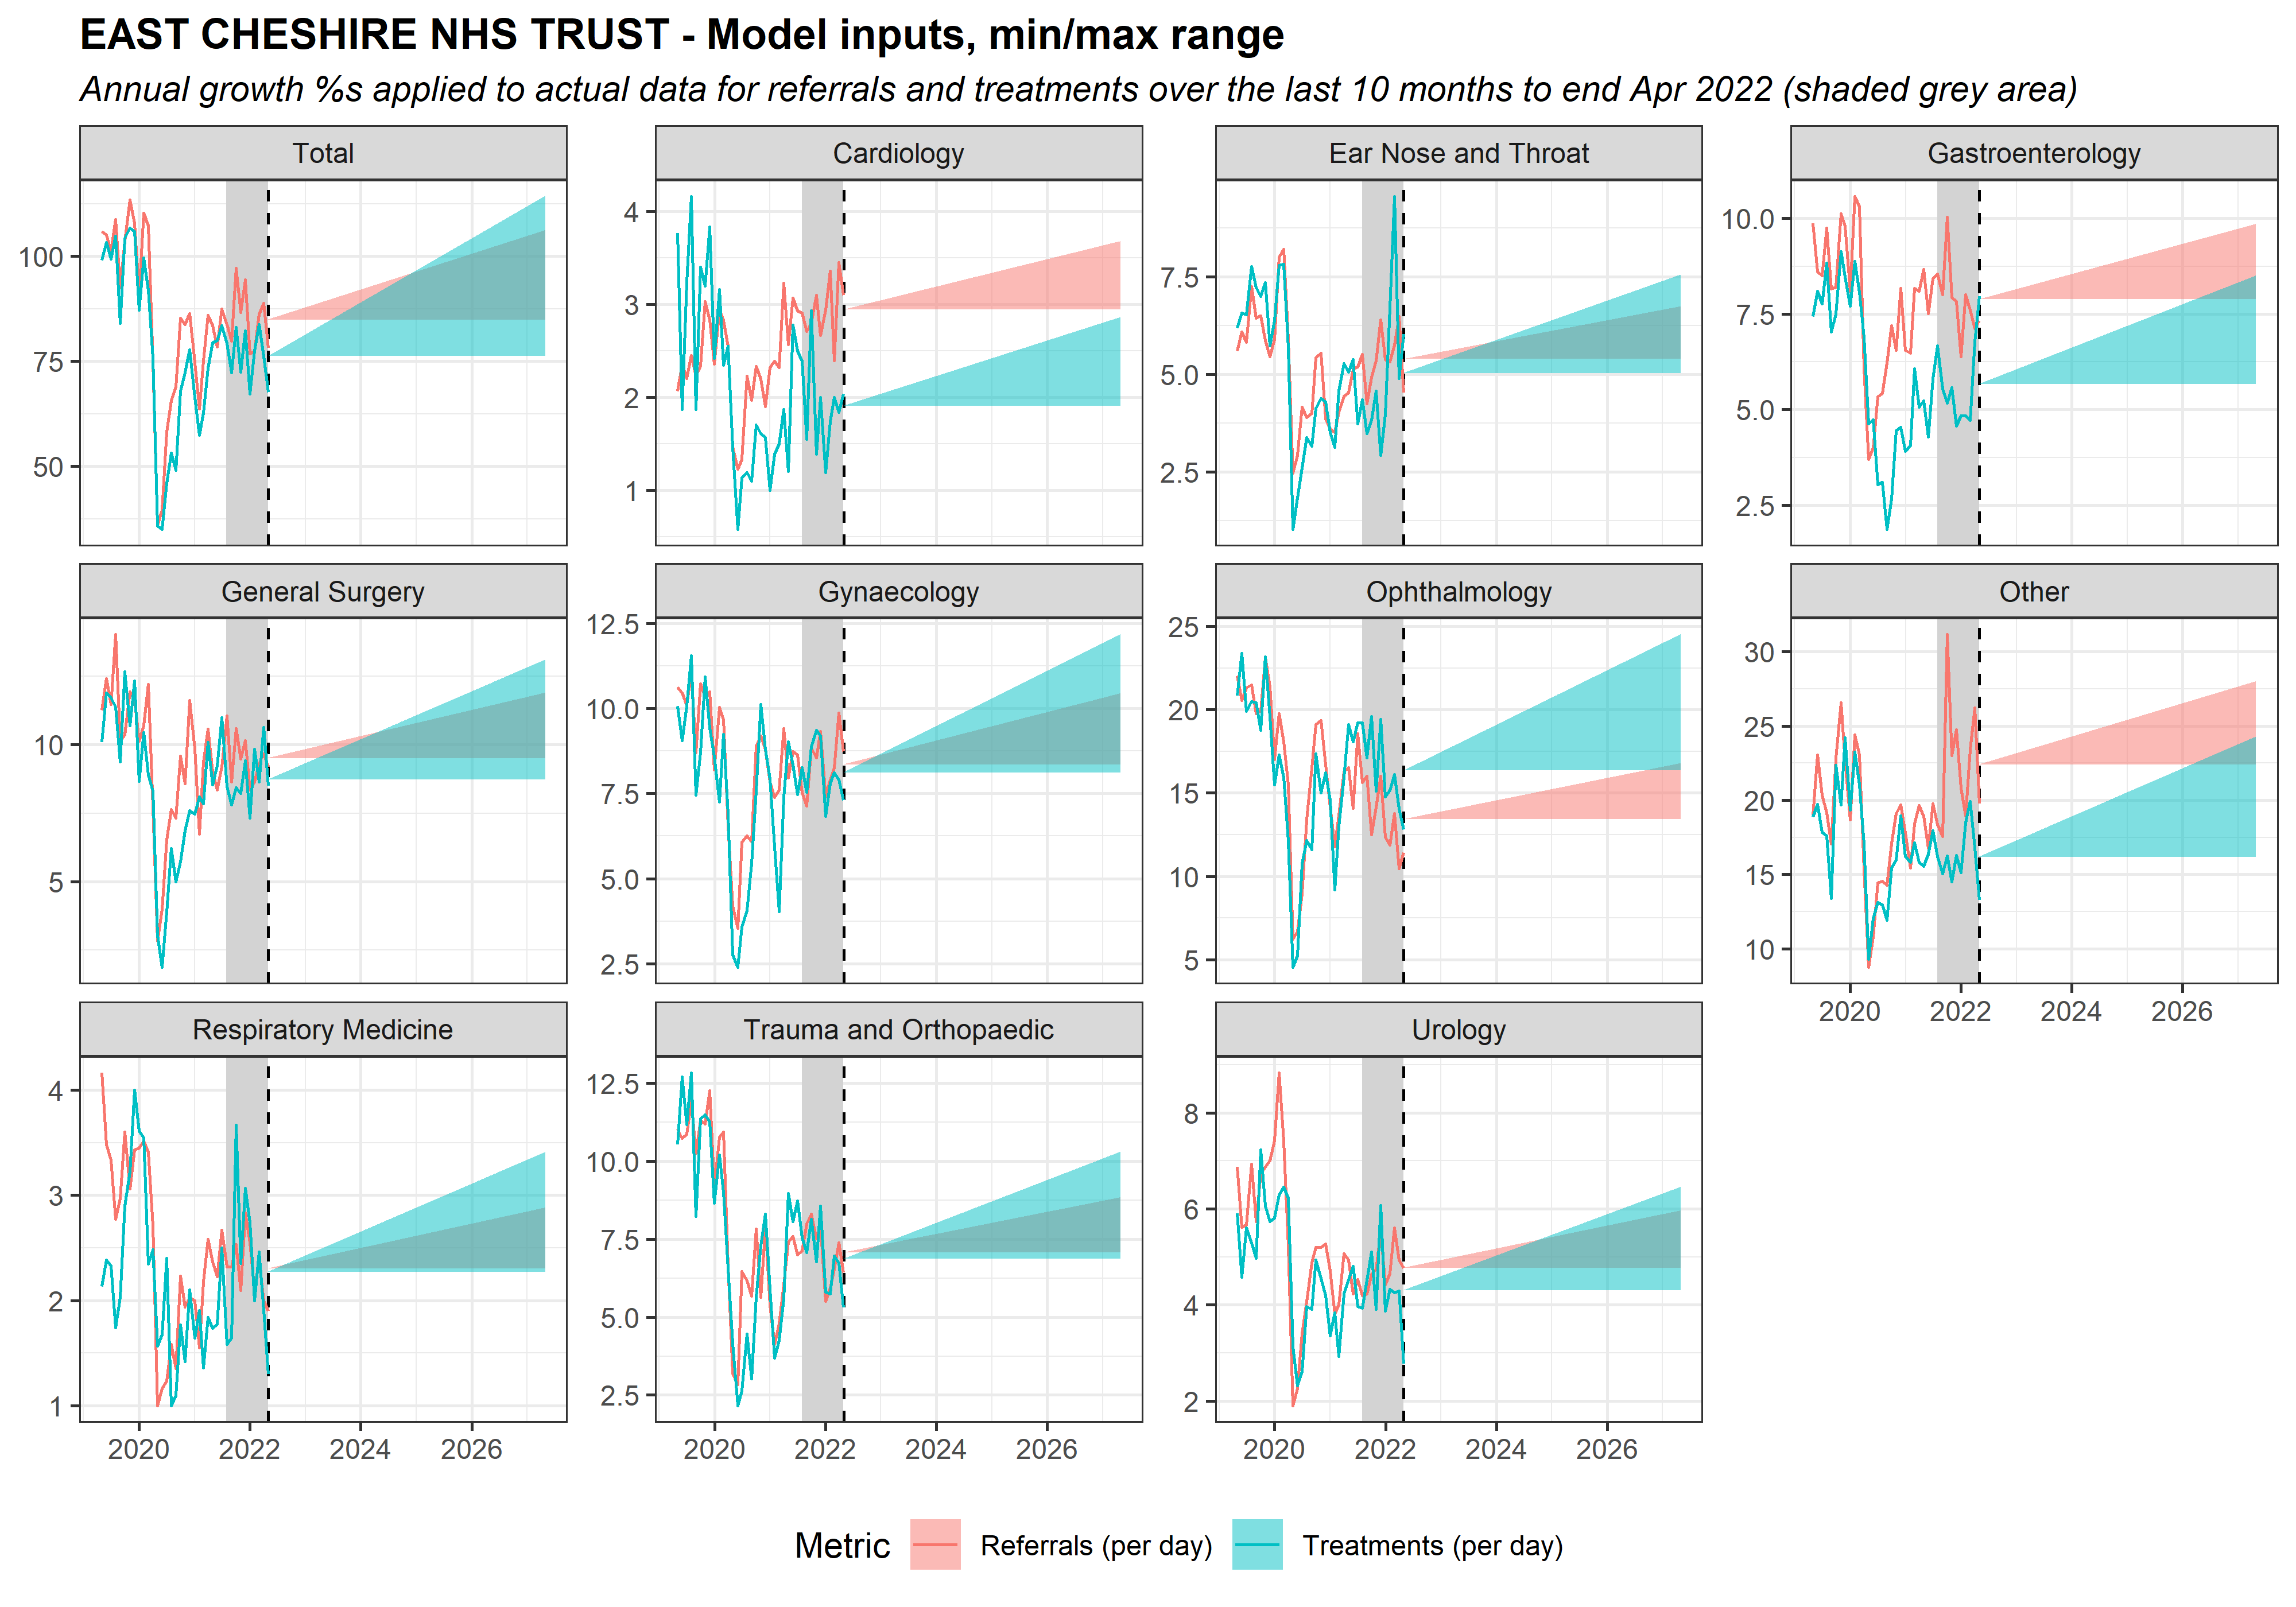 EAST CHESHIRE NHS TRUST - Model inputs, min/max range
Annual growth %s applied to actual data for referrals and treatments over the last 10 months to end Apr 2022 (shaded grey area)
Total
Cardiology
Ear Nose and Throat
Gastroenterology
100
75
50
4
3
2
1
7.5
5.0
2.5
10.0
7.5
5.0
2.5
General Surgery
Gynaecology
Ophthalmology
Other
10
5
12.5
10.0
7.5
5.0
2.5
25
20
15
10
5
30
25
20
15
10
2020 2022 2024 2026
Respiratory Medicine
Trauma and Orthopaedic
Urology
4
3
2
1
12.5
10.0
7.5
5.0
2.5
8
6
4
2
2020 2022 2024 2026
2020 2022 2024 2026
2020 2022 2024 2026
Metric Referrals (per day) Treatments (per day)